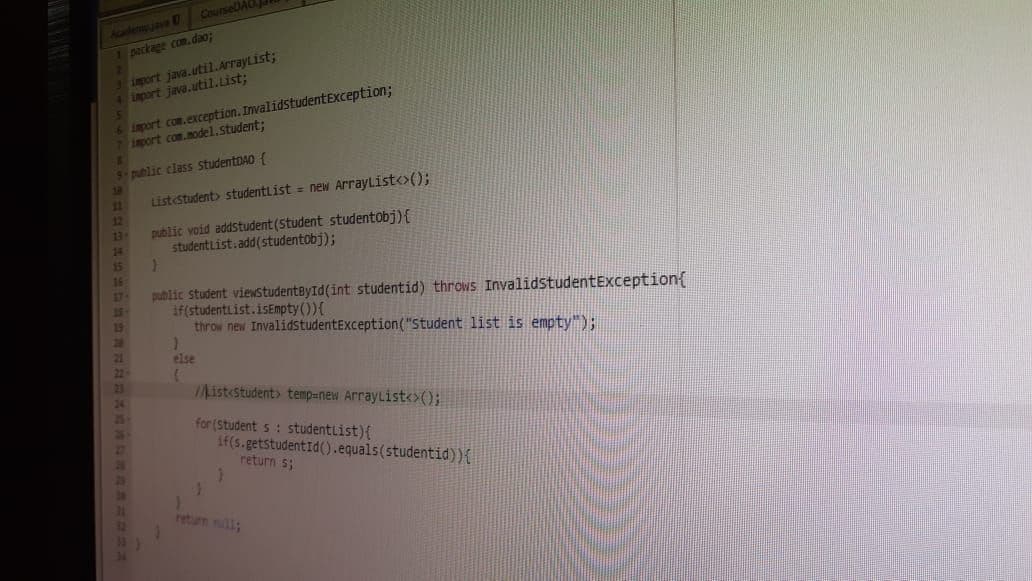 Academy.java
CourseDAO.java
1 package com.dao;
2
3 import java.util.ArrayList;
4 import java.util.List;
5
6 import com.exception.InvalidStudentException;
7 import com.model.Student;
8
9 public class StudentDAO {
10
11 List<Student> studentList = new ArrayList<>();
12
13 public void addStudent(Student studentObj){
14 studentList.add(studentObj);
15 }
16
17 public Student viewStudentById(int studentid) throws InvalidStudentException{
18 if(studentList.isEmpty()){
19 throw new InvalidStudentException("Student list is empty");
20 }
21 else
22 {
23 //List<Student> temp=new ArrayList<>();
24
25 for(Student s : studentList){
26 if(s.getStudentId().equals(studentid)){
27 return s;
28 }
29 }
30 }
31 return null;
32 }
33 }
34